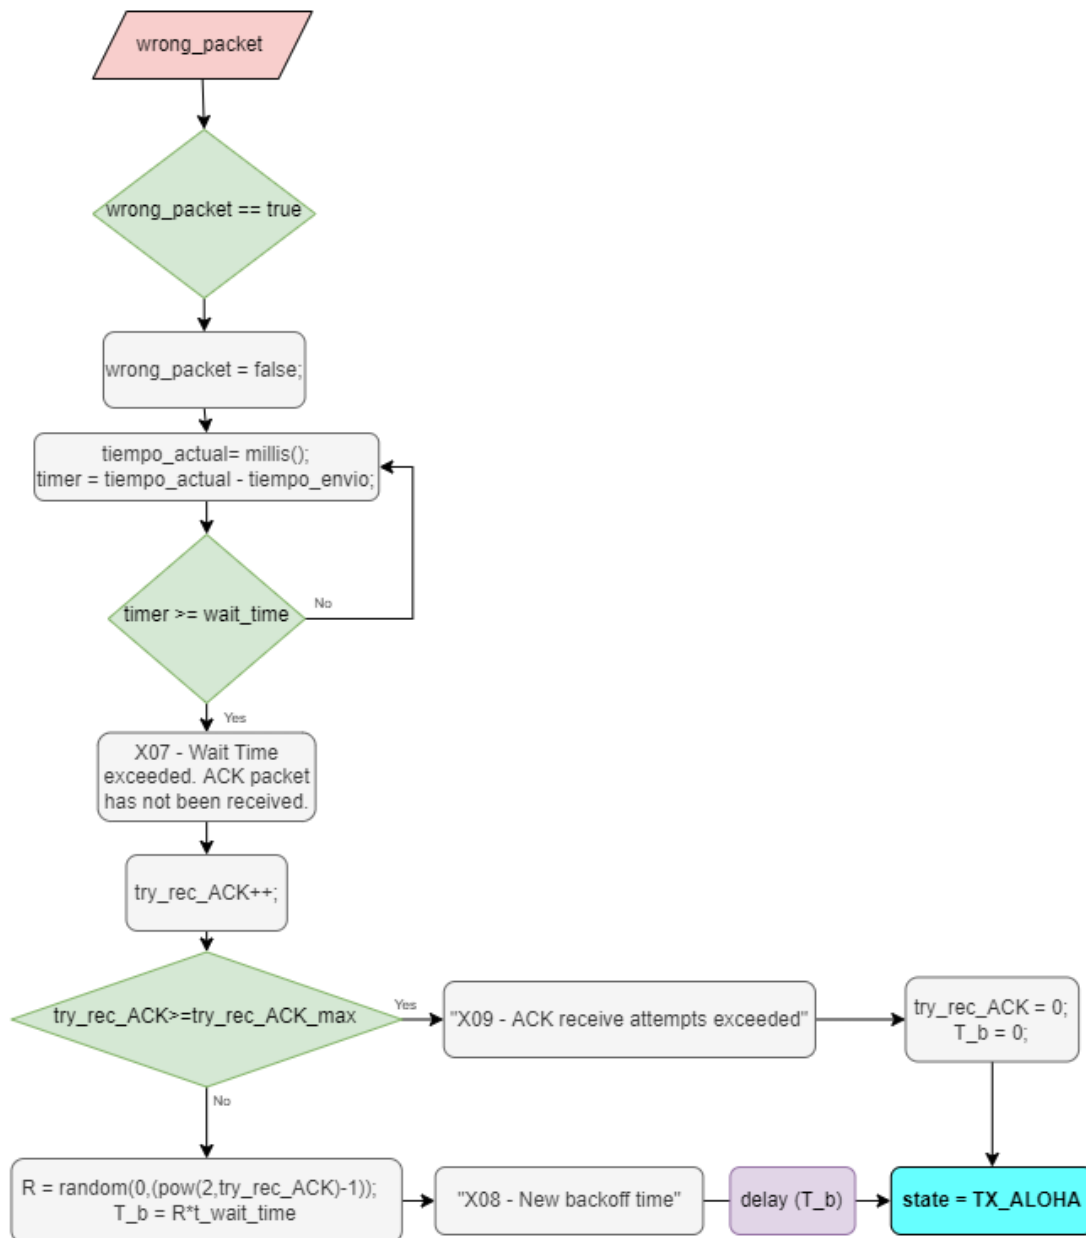 wrong_packet
wrong_packet == true
wrong_packet = false;
tiempo_actual= millis();
timer = tiempo_actual - tiempo_envio;
timer >= wait_time
No
Yes
X07 - Wait Time
exceeded. ACK packet
has not been received.
try_rec_ACK++;
try_rec_ACK>=try_rec_ACK_max
Yes
"X09 - ACK receive attempts exceeded"
try_rec_ACK = 0;
T_b = 0;
No
R = random(0,(pow(2,try_rec_ACK)-1));
T_b = R*t_wait_time
"X08 - New backoff time"
delay (T_b)
state = TX_ALOHA